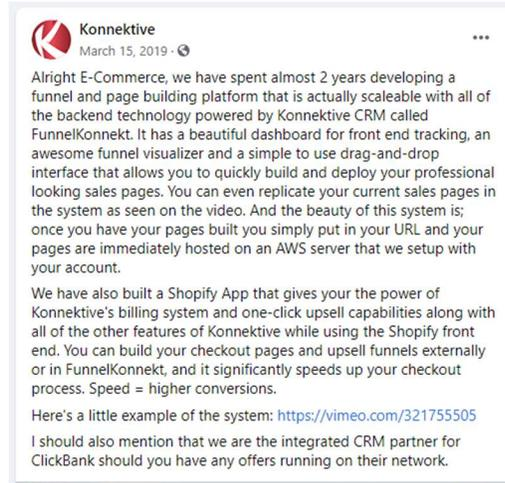 Konnektive
March 15, 2019 ·
Alright E-Commerce, we have spent almost 2 years developing a
funnel and page building platform that is actually scaleable with all of
the backend technology powered by Konnektive CRM called
FunnelKonnekt. It has a beautiful dashboard for front end tracking, an
awesome funnel visualizer and a simple to use drag-and-drop
interface that allows you to quickly build and deploy your professional
looking sales pages. You can even replicate your current sales pages in
the system as seen on the video. And the beauty of this system is;
once you have your pages built you simply put in your URL and your
pages are immediately hosted on an AWS server that we setup with
your account.
We have also built a Shopify App that gives your the power of
Konnektive's billing system and one-click upsell capabilities along with
all of the other features of Konnektive while using the Shopify front
end. You can build your checkout pages and upsell funnels externally
or in FunnelKonnekt, and it significantly speeds up your checkout
process. Speed = higher conversions.
Here's a little example of the system: https://vimeo.com/321755505
I should also mention that we are the integrated CRM partner for
ClickBank should you have any offers running on their network.